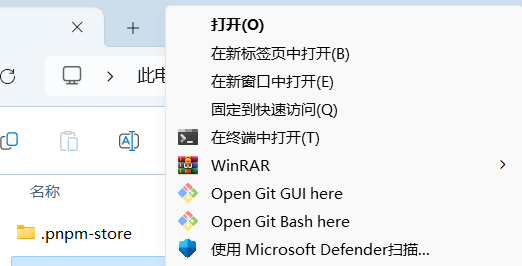 打开(O)
在新标签页中打开(B)
在新窗口中打开(E)
此电
固定到快速访问(Q)
在终端中打开(T)
WinRAR
名称
Open Git GUI here
Open Git Bash here
.pnpm-store
使用 Microsoft Defender扫描...